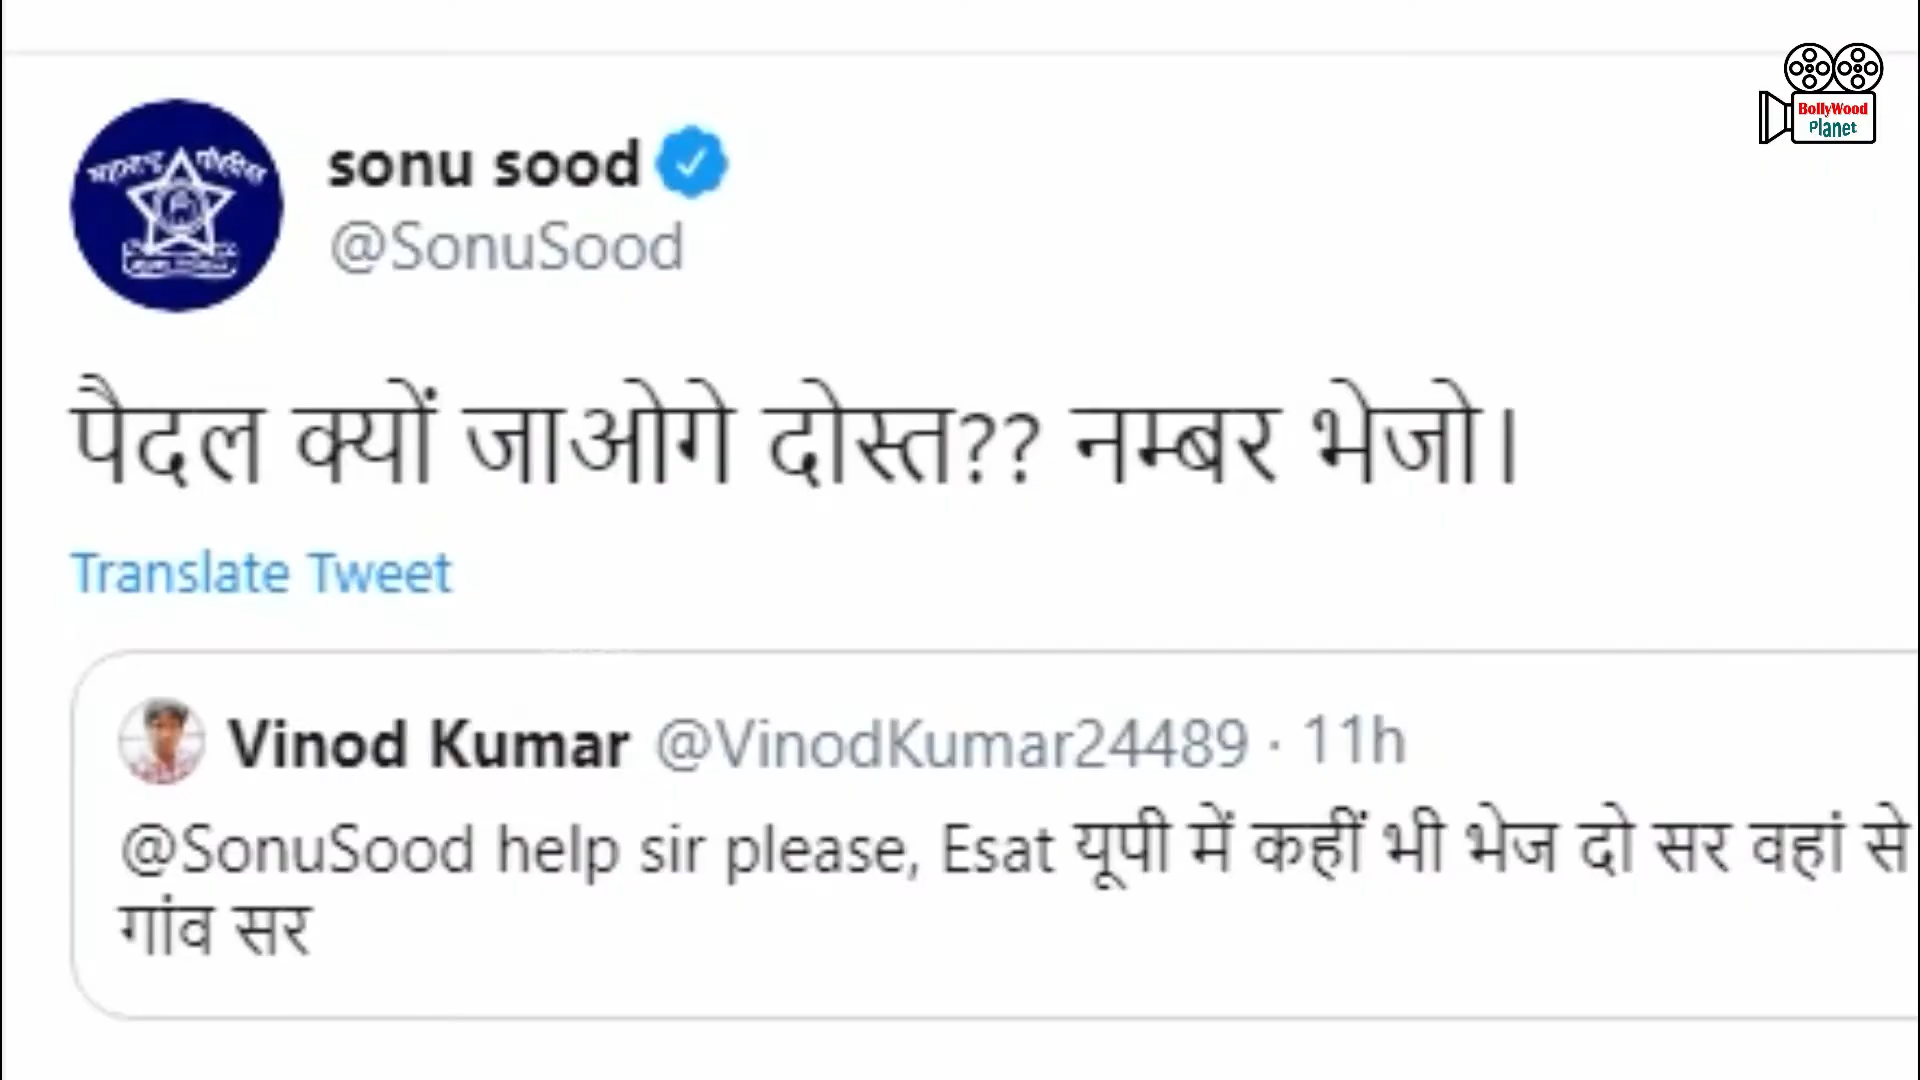 BollyWood
Planet
महाराष्ट्र पोलिस
sonu sood
@SonuSood
पैदल क्यों जाओगे दोस्त?? नम्बर भेजो।
Translate Tweet
Vinod Kumar @VinodKumar24489 · 11h
@SonuSood help sir please, Esat यूपी में कहीं भी भेज दो सर वहां से
गांव सर